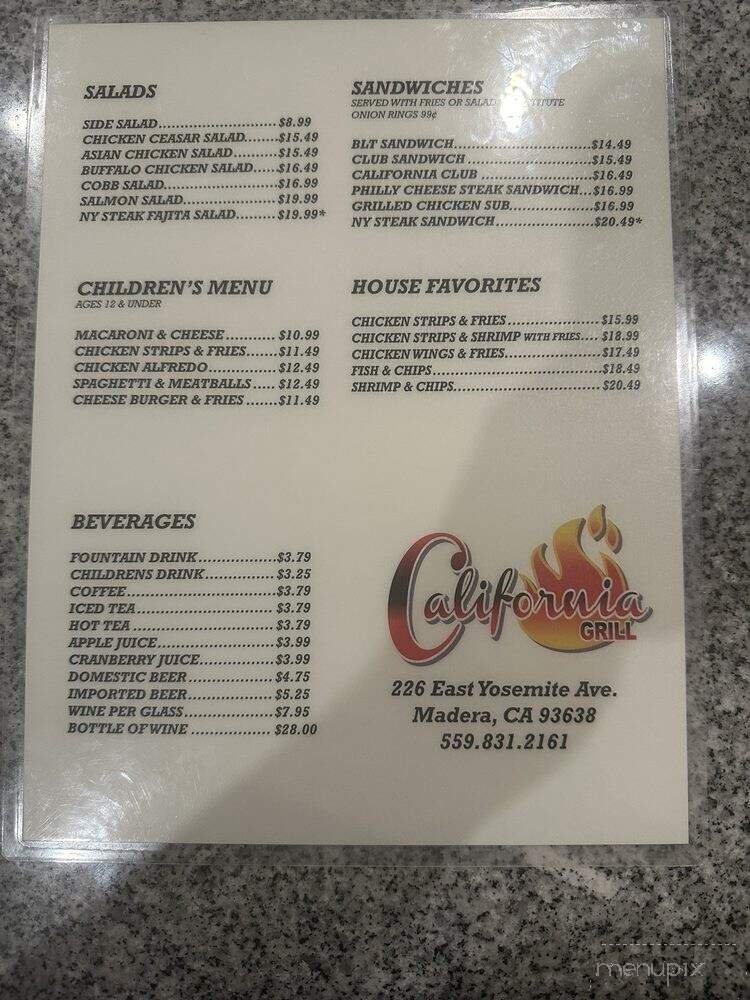 SALADS
SIDE SALAD............................$8.99
CHICKEN CEASAR SALAD........$15.49
ASIAN CHICKEN SALAD..........$15.49
BUFFALO CHICKEN SALAD.....$16.49
COBB SALAD..........................$16.99
SALMON SALAD......................$19.99
NY STEAK FAJITA SALAD.........$19.99*
SANDWICHES
SERVED WITH FRIES OR SALAD
ONION RINGS 99¢
BLT SANDWICH................................$14.49
CLUB SANDWICH ..............................$15.49
CALIFORNIA CLUB ..........................$16.49
PHILLY CHEESE STEAK SANDWICH...$16.99
GRILLED CHICKEN SUB....................$16.99
NY STEAK SANDWICH.......................$20.49*
CHILDREN'S MENU
AGES 12 & UNDER
MACARONI & CHEESE ........... $10.99
CHICKEN STRIPS & FRIES.......$11.49
CHICKEN ALFREDO................$12.49
SPAGHETTI & MEATBALLS ..... $12.49
CHEESE BURGER & FRIES .......$11.49
HOUSE FAVORITES
CHICKEN STRIPS & FRIES......................$15.99
CHICKEN STRIPS & SHRIMP WITH FRIES.... $18.99
CHICKEN WINGS & FRIES.......................$17.49
FISH & CHIPS........................................$18.49
SHRIMP & CHIPS................................... $20.49
BEVERAGES
FOUNTAIN DRINK..................$3.79
CHILDRENS DRINK................$3.25
COFFEE...................................$3.79
ICED TEA................................$3.79
HOT TEA .................................$3.79
APPLE JUICE...........................$3.99
CRANBERRY JUICE.................$3.99
DOMESTIC BEER ....................$4.75
IMPORTED BEER....................$5.25
WINE PER GLASS.....................$7.95
BOTTLE OF WINE ................... $28.00
California
GRILL
226 East Yosemite Ave.
Madera, CA 93638
559.831.2161
menupix